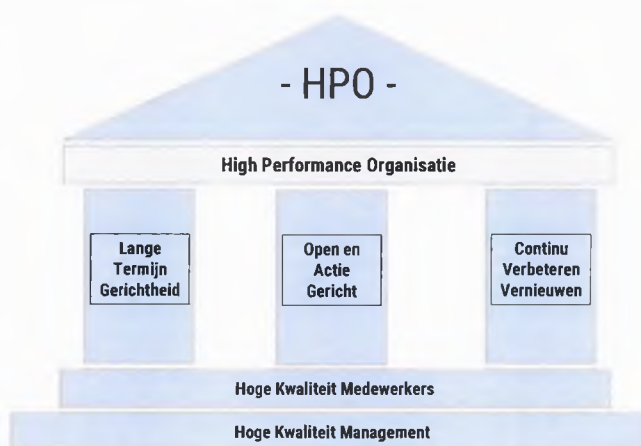 - HPO -
High Performance Organisatie
Lange
Termijn
Gerichtheid
Open en
Actie
Gericht
Continu
Verbeteren
Vernieuwen
Hoge Kwaliteit Medewerkers
Hoge Kwaliteit Management